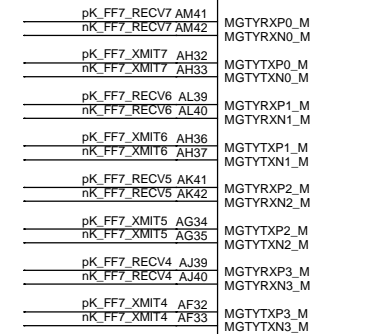 pK_FF7_RECV7 AM41 MGTYRXP0_M
nK_FF7_RECV7 AM42 MGTYRXN0_M
pK_FF7_XMIT7 AH32 MGTYTXP0_M
nK_FF7_XMIT7 AH33 MGTYTXN0_M
pK_FF7_RECV6 AL39 MGTYRXP1_M
nK_FF7_RECV6 AL40 MGTYRXN1_M
pK_FF7_XMIT6 AH36 MGTYTXP1_M
nK_FF7_XMIT6 AH37 MGTYTXN1_M
pK_FF7_RECV5 AK41 MGTYRXP2_M
nK_FF7_RECV5 AK42 MGTYRXN2_M
pK_FF7_XMIT5 AG34 MGTYTXP2_M
nK_FF7_XMIT5 AG35 MGTYTXN2_M
pK_FF7_RECV4 AJ39 MGTYRXP3_M
nK_FF7_RECV4 AJ40 MGTYRXN3_M
pK_FF7_XMIT4 AF32 MGTYTXP3_M
nK_FF7_XMIT4 AF33 MGTYTXN3_M